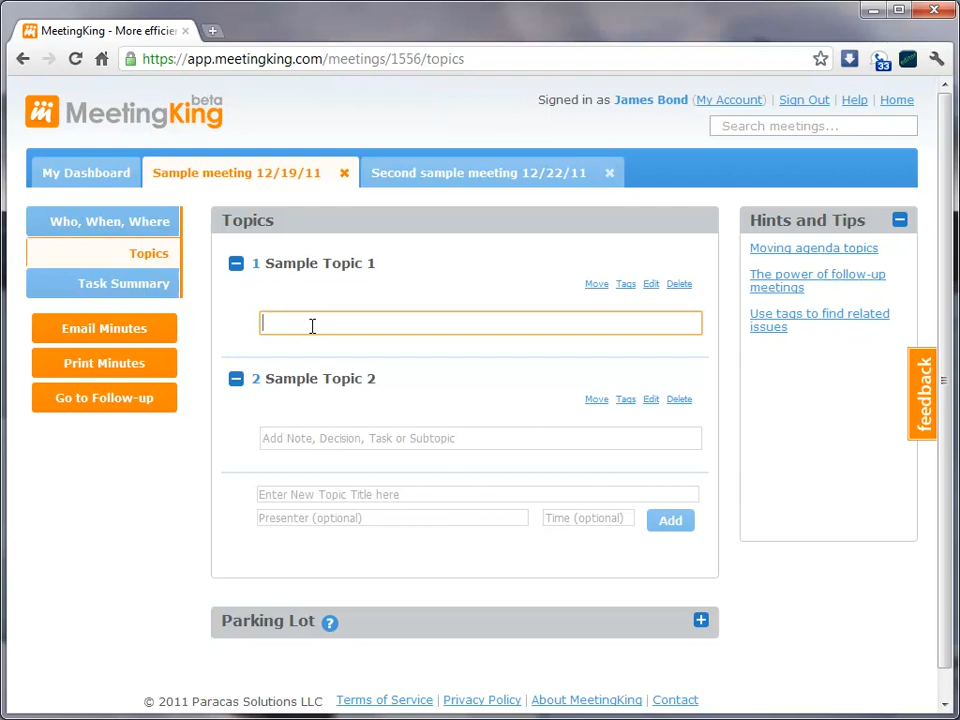 MeetingKing - More efficie
https://app.meetingking.com/meetings/1556/topics
33
MeetingKing beta
Signed in as James Bond (My Account) | Sign Out | Help | Home
Search meetings...
My Dashboard
Sample meeting 12/19/11
Second sample meeting 12/22/11
Who, When, Where
Topics
Task Summary
Email Minutes
Print Minutes
Go to Follow-up
Topics
1 Sample Topic 1
Move Tags Edit Delete
2 Sample Topic 2
Move Tags Edit Delete
Add Note, Decision, Task or Subtopic
Enter New Topic Title here
Presenter (optional)
Time (optional)
Add
Parking Lot ?
Hints and Tips
Moving agenda topics
The power of follow-up
meetings
Use tags to find related
issues
feedback
© 2011 Paracas Solutions LLC
Terms of Service | Privacy Policy | About MeetingKing | Contact